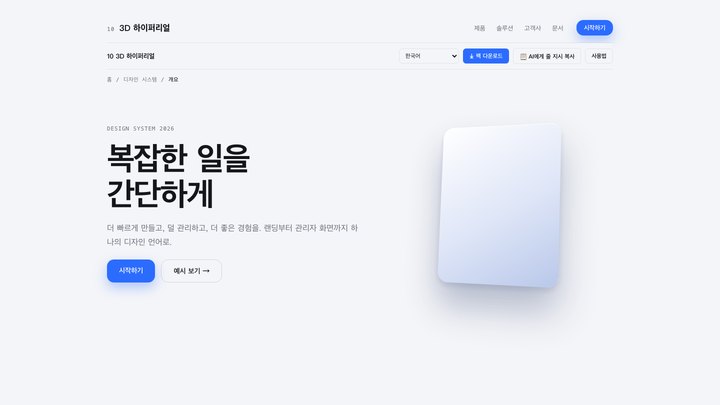 10 3D 하이퍼리얼
제품 솔루션 고객사 문서 시작하기
10 3D 하이퍼리얼
한국어 팩 다운로드 AI에게 줄 지시 복사 사용법
홈 / 디자인 시스템 / 개요
DESIGN SYSTEM 2026
복잡한 일을
간단하게
더 빠르게 만들고, 덜 관리하고, 더 좋은 경험을. 랜딩부터 관리자 화면까지 하
나의 디자인 언어로.
시작하기 예시 보기 →